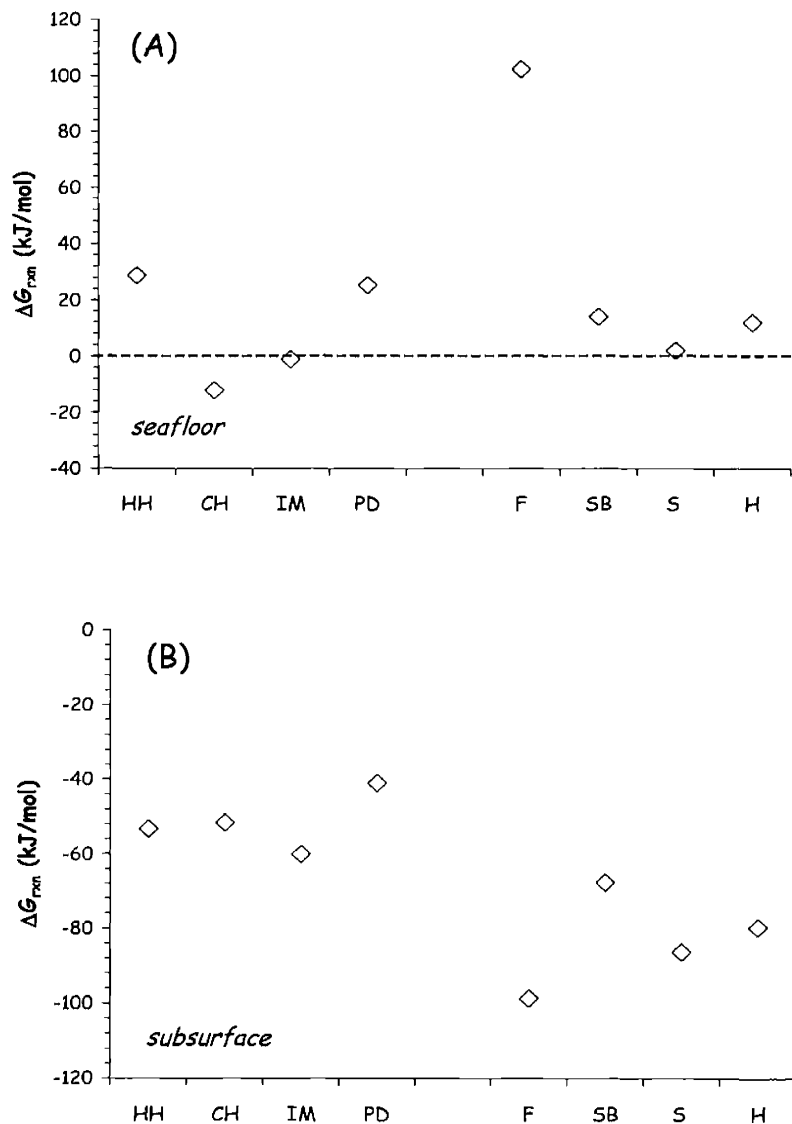 (A)
120
100
80
60
40
20
0
-20
-40
ΔG_rxn (kJ/mol)
seafloor
HH CH IM PD F SB S H
(B)
0
-20
-40
-60
-80
-100
-120
ΔG_rxn (kJ/mol)
subsurface
HH CH IM PD F SB S H